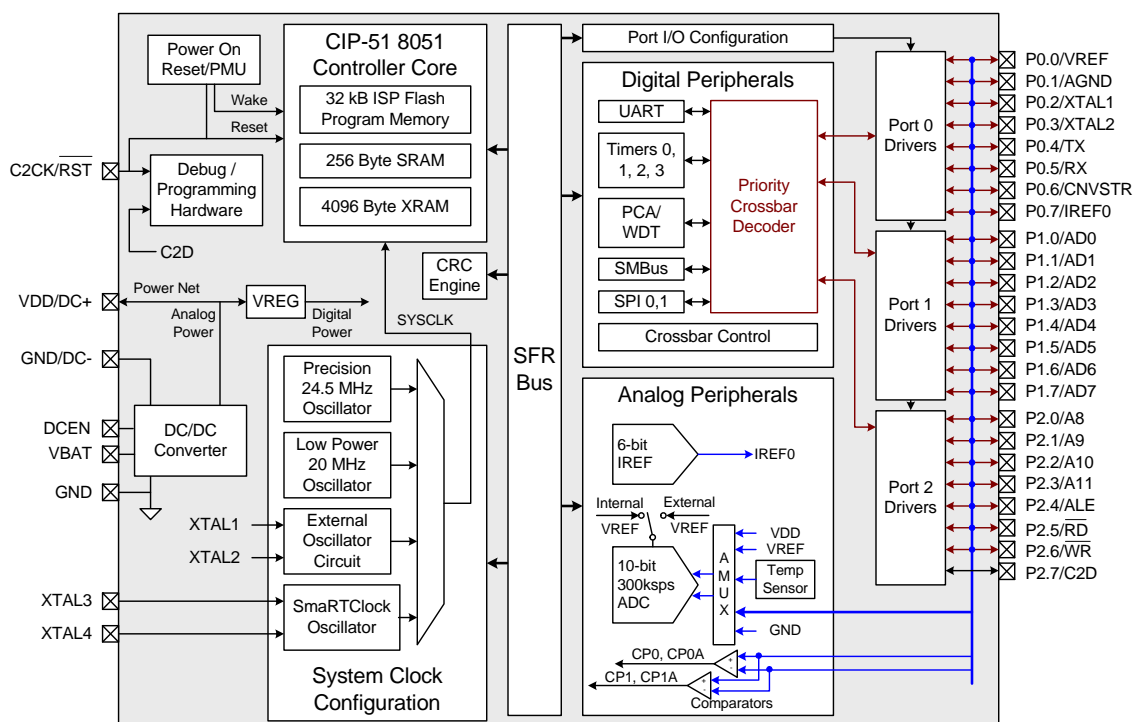 Power On
Reset/PMU
Wake
Reset
C2CK/RST
Debug /
Programming
Hardware
C2D
CIP-51 8051
Controller Core
32 kB ISP Flash
Program Memory
256 Byte SRAM
4096 Byte XRAM
CRC
Engine
VDD/DC+
Power Net
VREG
Analog
Power
Digital
Power
SYSCLK
GND/DC-
DCEN
VBAT
GND
DC/DC
Converter
XTAL1
XTAL2
XTAL3
XTAL4
Precision
24.5 MHz
Oscillator
Low Power
20 MHz
Oscillator
External
Oscillator
Circuit
SmaRTClock
Oscillator
System Clock
Configuration
SFR
Bus
Port I/O Configuration
Digital Peripherals
UART
Timers 0,
1, 2, 3
PCA/
WDT
SMBus
SPI 0,1
Priority
Crossbar
Decoder
Crossbar Control
Analog Peripherals
6-bit
IREF
IREF0
Internal
VREF
External
VREF
10-bit
300ksps
ADC
A
M
U
X
VDD
VREF
Temp
Sensor
GND
CP0, CP0A
CP1, CP1A
+
-
+
-
Comparators
Port 0
Drivers
Port 1
Drivers
Port 2
Drivers
P0.0/VREF
P0.1/AGND
P0.2/XTAL1
P0.3/XTAL2
P0.4/TX
P0.5/RX
P0.6/CNVSTR
P0.7/IREF0
P1.0/AD0
P1.1/AD1
P1.2/AD2
P1.3/AD3
P1.4/AD4
P1.5/AD5
P1.6/AD6
P1.7/AD7
P2.0/A8
P2.1/A9
P2.2/A10
P2.3/A11
P2.4/ALE
P2.5/RD
P2.6/WR
P2.7/C2D